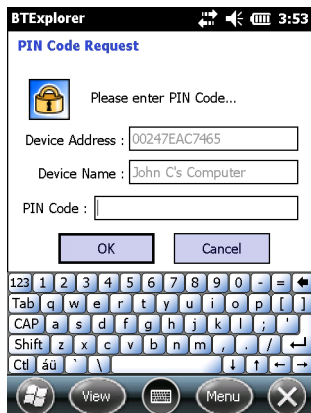 BTExplorer 3:53
PIN Code Request
Please enter PIN Code...
Device Address : 00247EAC7465
Device Name : John C's Computer
PIN Code :
OK Cancel
123 1 2 3 4 5 6 7 8 9 0 - =
Tab q w e r t y u i o p [ ]
CAP a s d f g h j k l ; '
Shift z x c v b n m , . /
Ctl áü ` \
View Menu